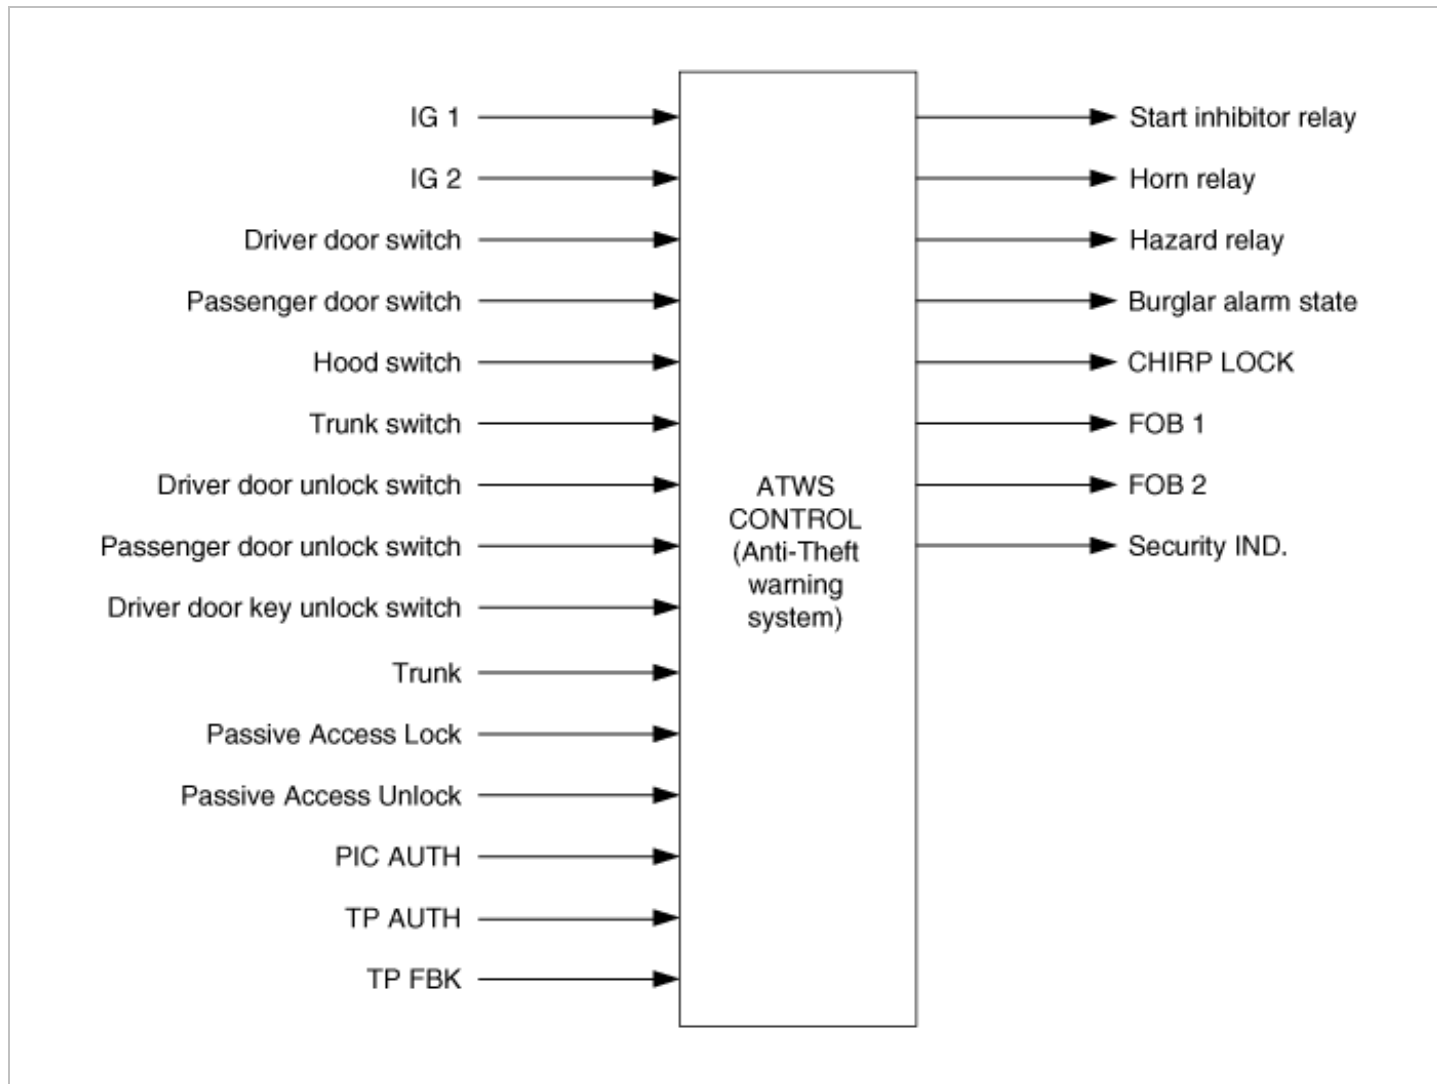 IG 1
IG 2
Driver door switch
Passenger door switch
Hood switch
Trunk switch
Driver door unlock switch
Passenger door unlock switch
Driver door key unlock switch
Trunk
Passive Access Lock
Passive Access Unlock
PIC AUTH
TP AUTH
TP FBK
ATWS
CONTROL
(Anti-Theft
warning
system)
Start inhibitor relay
Horn relay
Hazard relay
Burglar alarm state
CHIRP LOCK
FOB 1
FOB 2
Security IND.